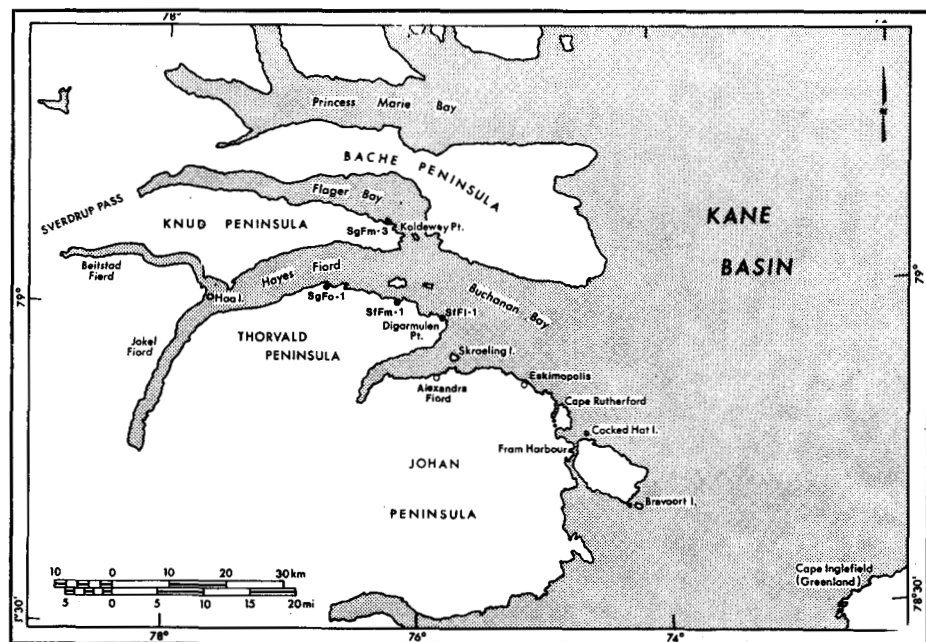 78°
Princess Marie Bay
BACHE PENINSULA
Flager Bay
SVERDRUP PASS
KNUD PENINSULA
SgFm-3
Koldewey Pt.
KANE
BASIN
Beitstad
Fierd
Hayes Fiord
Haa I.
SgFo-1
SfFm-1
SfFl-1
Buchanan Bay
79°
79°
Digarmulen
Pt.
THORVALD
PENINSULA
Jokel
Fiord
Skraeling I.
Alexandra
Fiord
Eskimopolis
Cape Rutherford
Cocked Hat I.
Fram Harbour
JOHAN
PENINSULA
Brevoort I.
10 0 10 20 30 km
5 0 5 10 15 20 mi
Cape Inglefield
(Greenland)
78°30'
78°
76°
74°